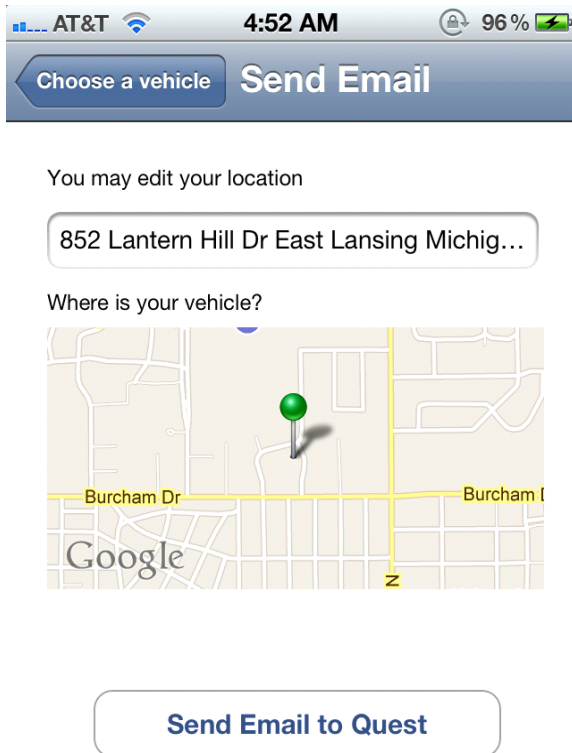 AT&T 4:52 AM 96%
Choose a vehicle Send Email
You may edit your location
852 Lantern Hill Dr East Lansing Michig...
Where is your vehicle?
Burcham Dr Burcham
Google
N
Send Email to Quest